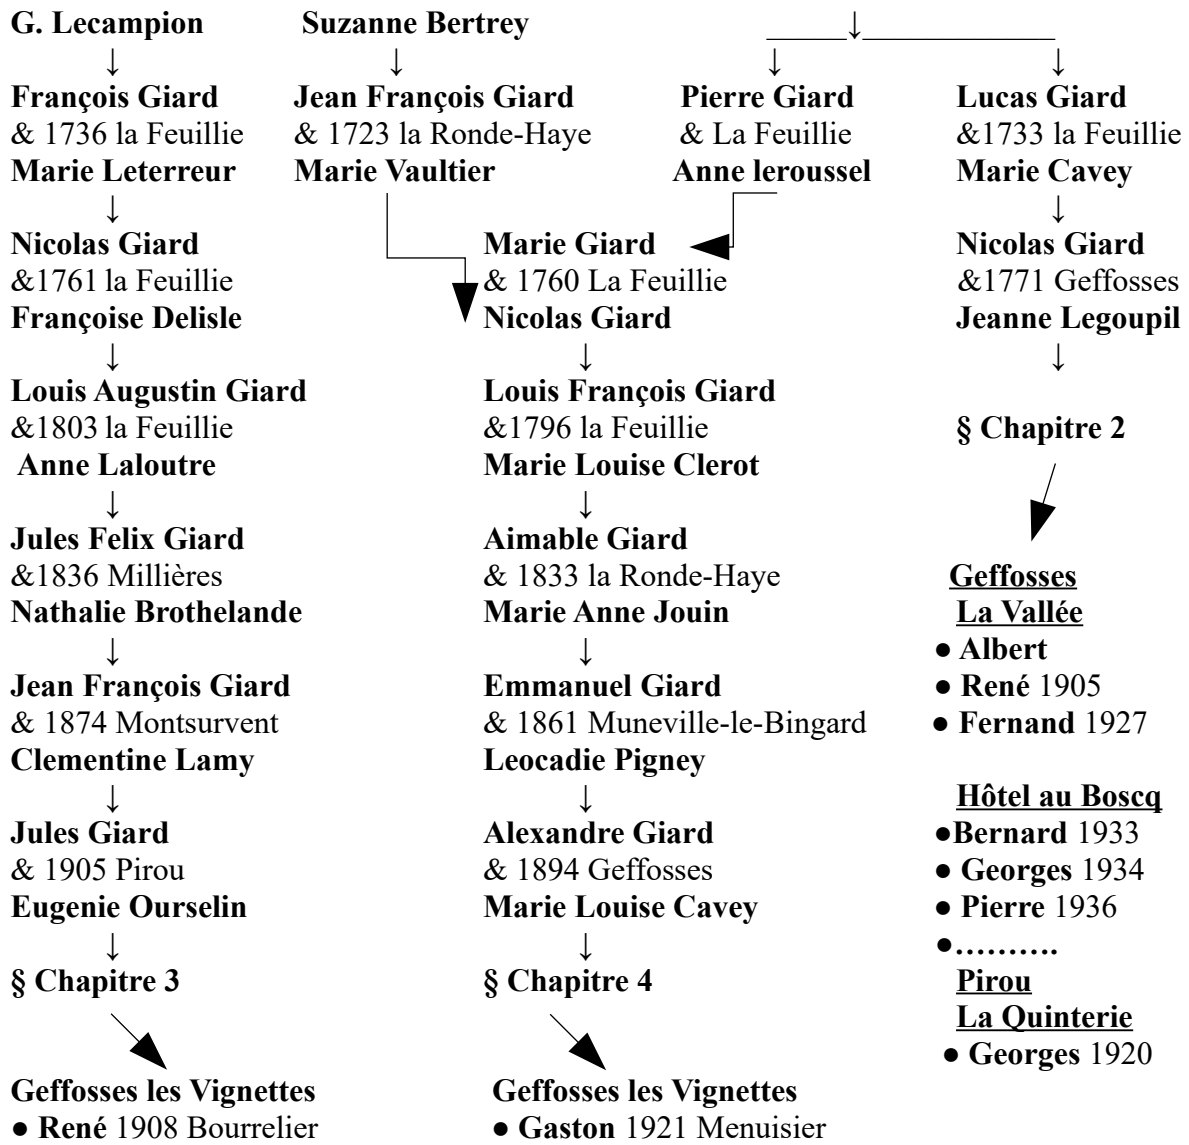 G. Lecampion
↓
François Giard
& 1736 la Feuillie
Marie Leterreur
↓
Nicolas Giard
&1761 la Feuillie
Françoise Delisle
↓
Louis Augustin Giard
&1803 la Feuillie
Anne Laloutre
↓
Jules Felix Giard
&1836 Millières
Nathalie Brothelande
↓
Jean François Giard
& 1874 Montsurvent
Clementine Lamy
↓
Jules Giard
& 1905 Pirou
Eugenie Ourselin
↓
§ Chapitre 3
Geffosses les Vignettes
● René 1908 Bourrelier
Suzanne Bertrey
↓
Jean François Giard
& 1723 la Ronde-Haye
Marie Vaultier
↓
Pierre Giard
& La Feuillie
Anne leroussel
Marie Giard
& 1760 La Feuillie
Nicolas Giard
↓
Louis François Giard
&1796 la Feuillie
Marie Louise Clerot
↓
Aimable Giard
& 1833 la Ronde-Haye
Marie Anne Jouin
↓
Emmanuel Giard
& 1861 Muneville-le-Bingard
Leocadie Pigney
↓
Alexandre Giard
& 1894 Geffosses
Marie Louise Cavey
↓
§ Chapitre 4
Geffosses les Vignettes
● Gaston 1921 Menuisier
______↓____________
↓
Lucas Giard
&1733 la Feuillie
Marie Cavey
↓
Nicolas Giard
&1771 Geffosses
Jeanne Legoupil
↓
§ Chapitre 2
Geffosses
La Vallée
● Albert
● René 1905
● Fernand 1927
Hôtel au Boscq
●Bernard 1933
● Georges 1934
● Pierre 1936
●……….
Pirou
La Quinterie
● Georges 1920